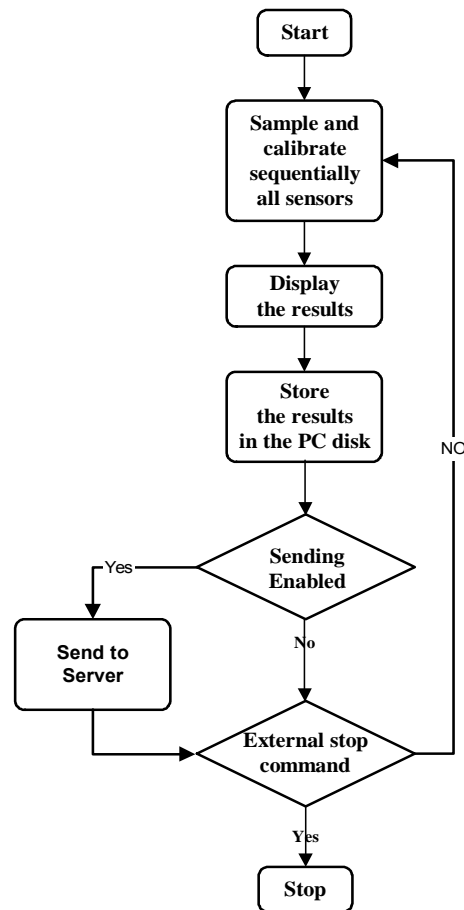 Start
Sample and
calibrate
sequentially
all sensors
Display
the results
Store
the results
in the PC disk
NO
Sending
Enabled
Yes
Send to
Server
No
External stop
command
Yes
Stop